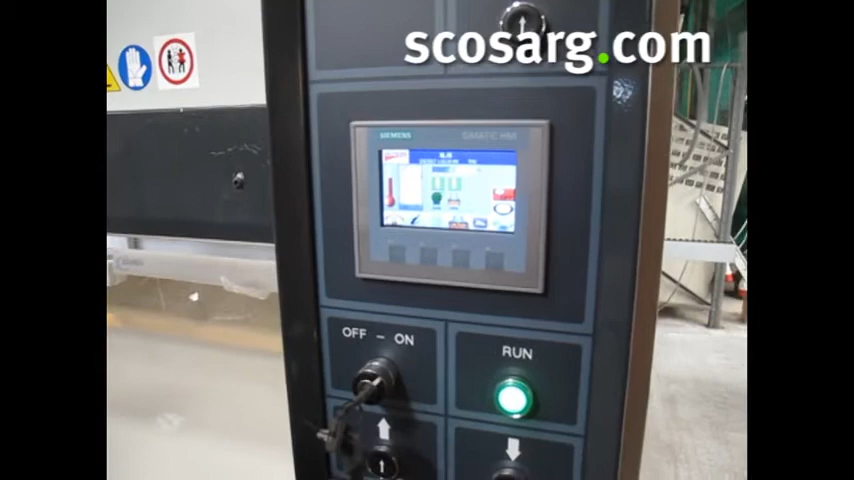 scosarg.com
SIEMENS
SIMATIC HMI
OFF – ON
RUN